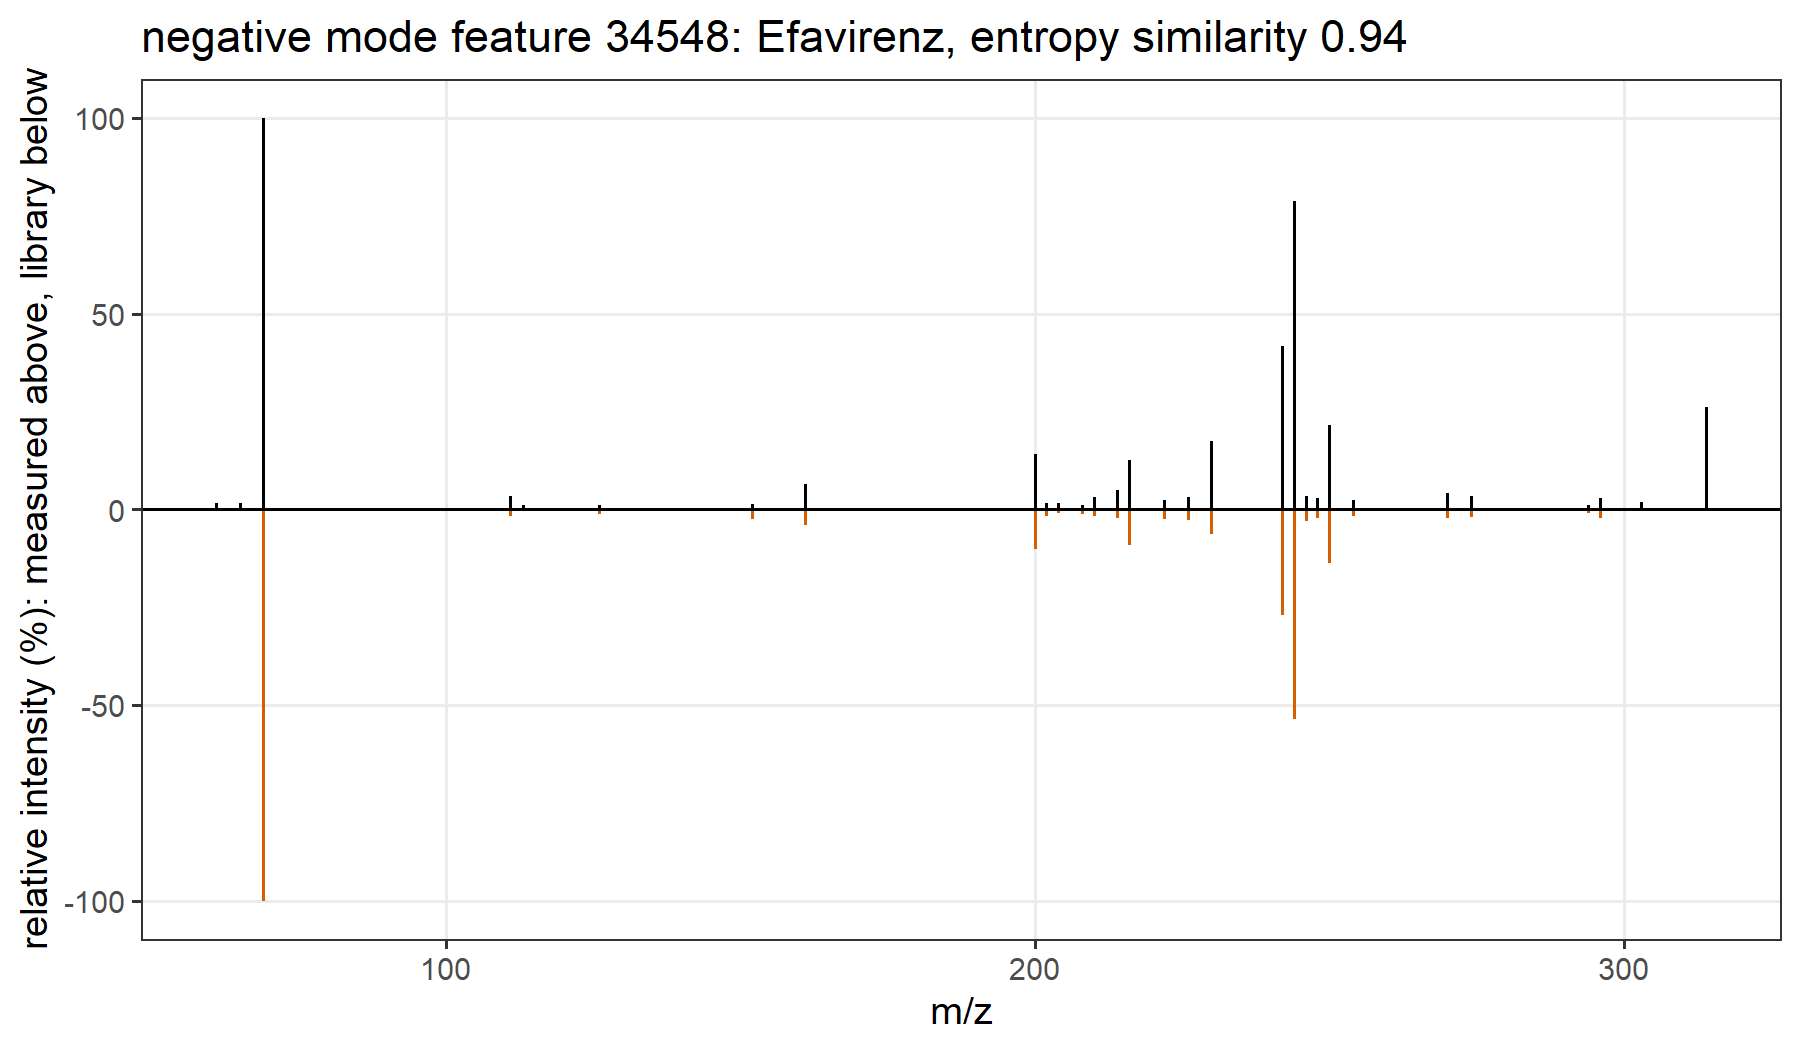 negative mode feature 34548: Efavirenz, entropy similarity 0.94
relative intensity (%): measured above, library below
100
50
0
-50
-100
100
200
300
m/z